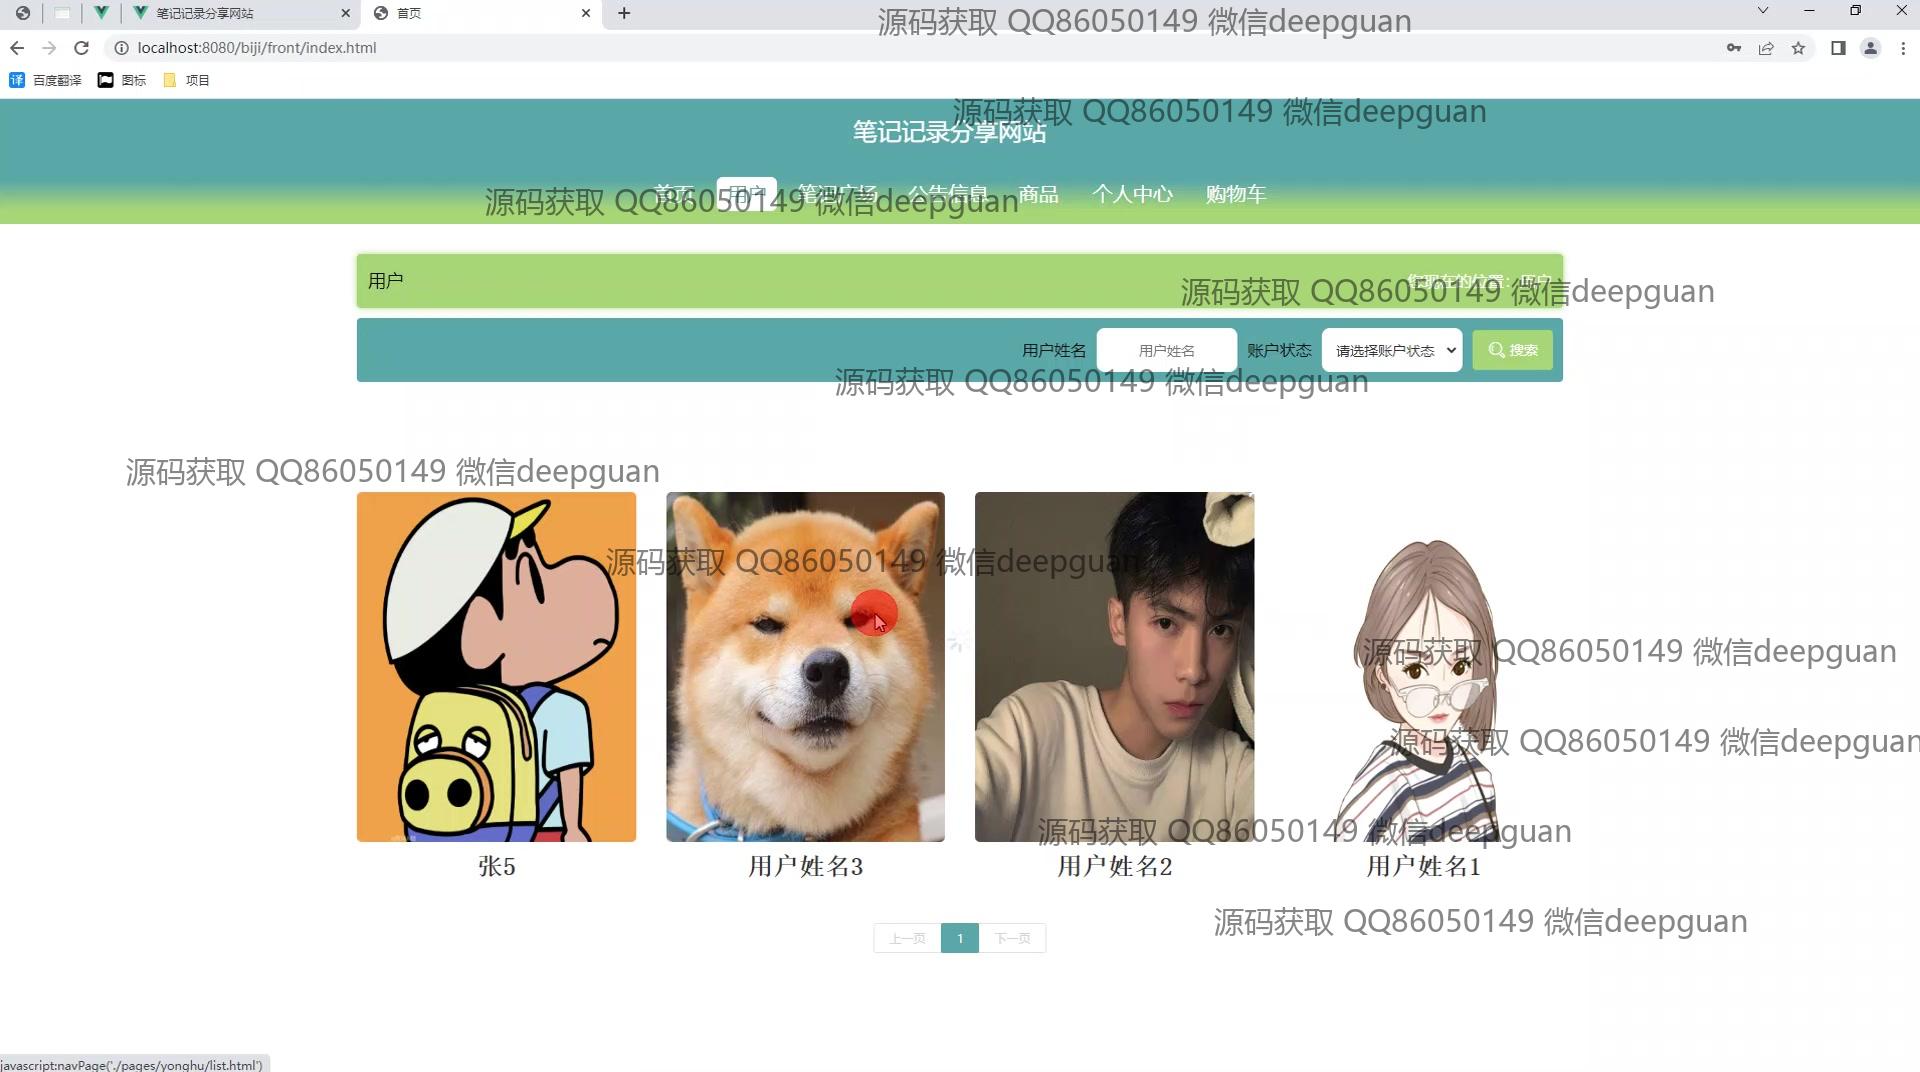 笔记记录分享网站
首页
源码获取 QQ86050149 微信deepguan
localhost:8080/biji/front/index.html
百度翻译
图标
项目
源码获取 QQ86050149 微信deepguan
笔记记录分享网站
首页 用户 笔记广场 公告信息 商品 个人中心 购物车
源码获取 QQ86050149 微信deepguan
用户
您现在的位置：用户
源码获取 QQ86050149 微信deepguan
用户姓名 用户姓名 账户状态 请选择账户状态 搜索
源码获取 QQ86050149 微信deepguan
源码获取 QQ86050149 微信deepguan
源码获取 QQ86050149 微信deepguan
源码获取 QQ86050149 微信deepguan
源码获取 QQ86050149 微信deepguan
源码获取 QQ86050149 微信deepguan
张5
用户姓名3
用户姓名2
用户姓名1
源码获取 QQ86050149 微信deepguan
上一页 1 下一页
javascript:navPage('./pages/yonghu/list.html')